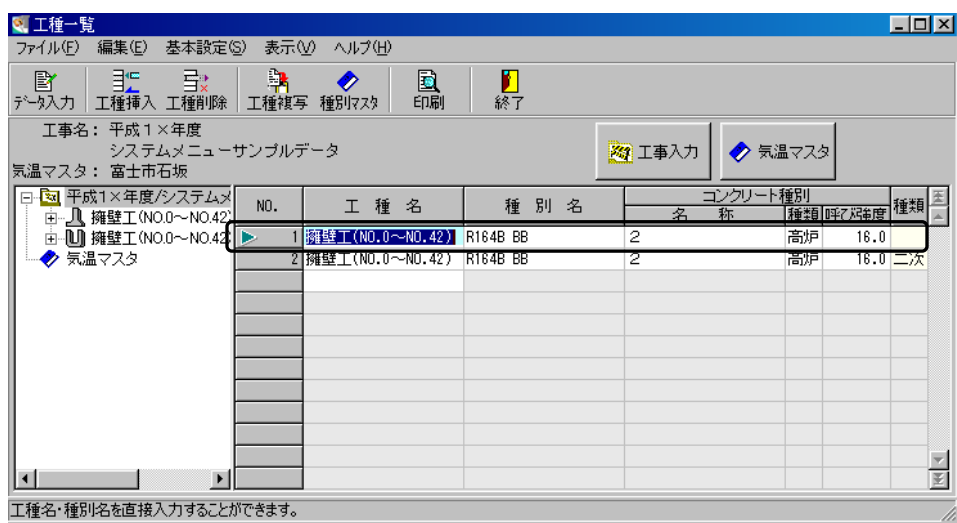 工種一覧
ファイル(F) 編集(E) 基本設定(S) 表示(V) ヘルプ(H)
データ入力 工種挿入 工種削除 工種複写 種別マスタ 印刷 終了
工事名： 平成１×年度
システムメニューサンプルデータ
気温マスタ： 富士市石坂
工事入力 気温マスタ
平成1×年度/システムメ
擁壁工(NO.0～NO.42)
擁壁工(NO.0～NO.42
気温マスタ
NO. 工 種 名 種 別 名 コンクリート種別 種類
名 称 種類 呼び強度
1 擁壁工(NO.0～NO.42) R164B BB 2 高炉 16.0
2 擁壁工(NO.0～NO.42) R164B BB 2 高炉 16.0 二次
工種名・種別名を直接入力することができます。